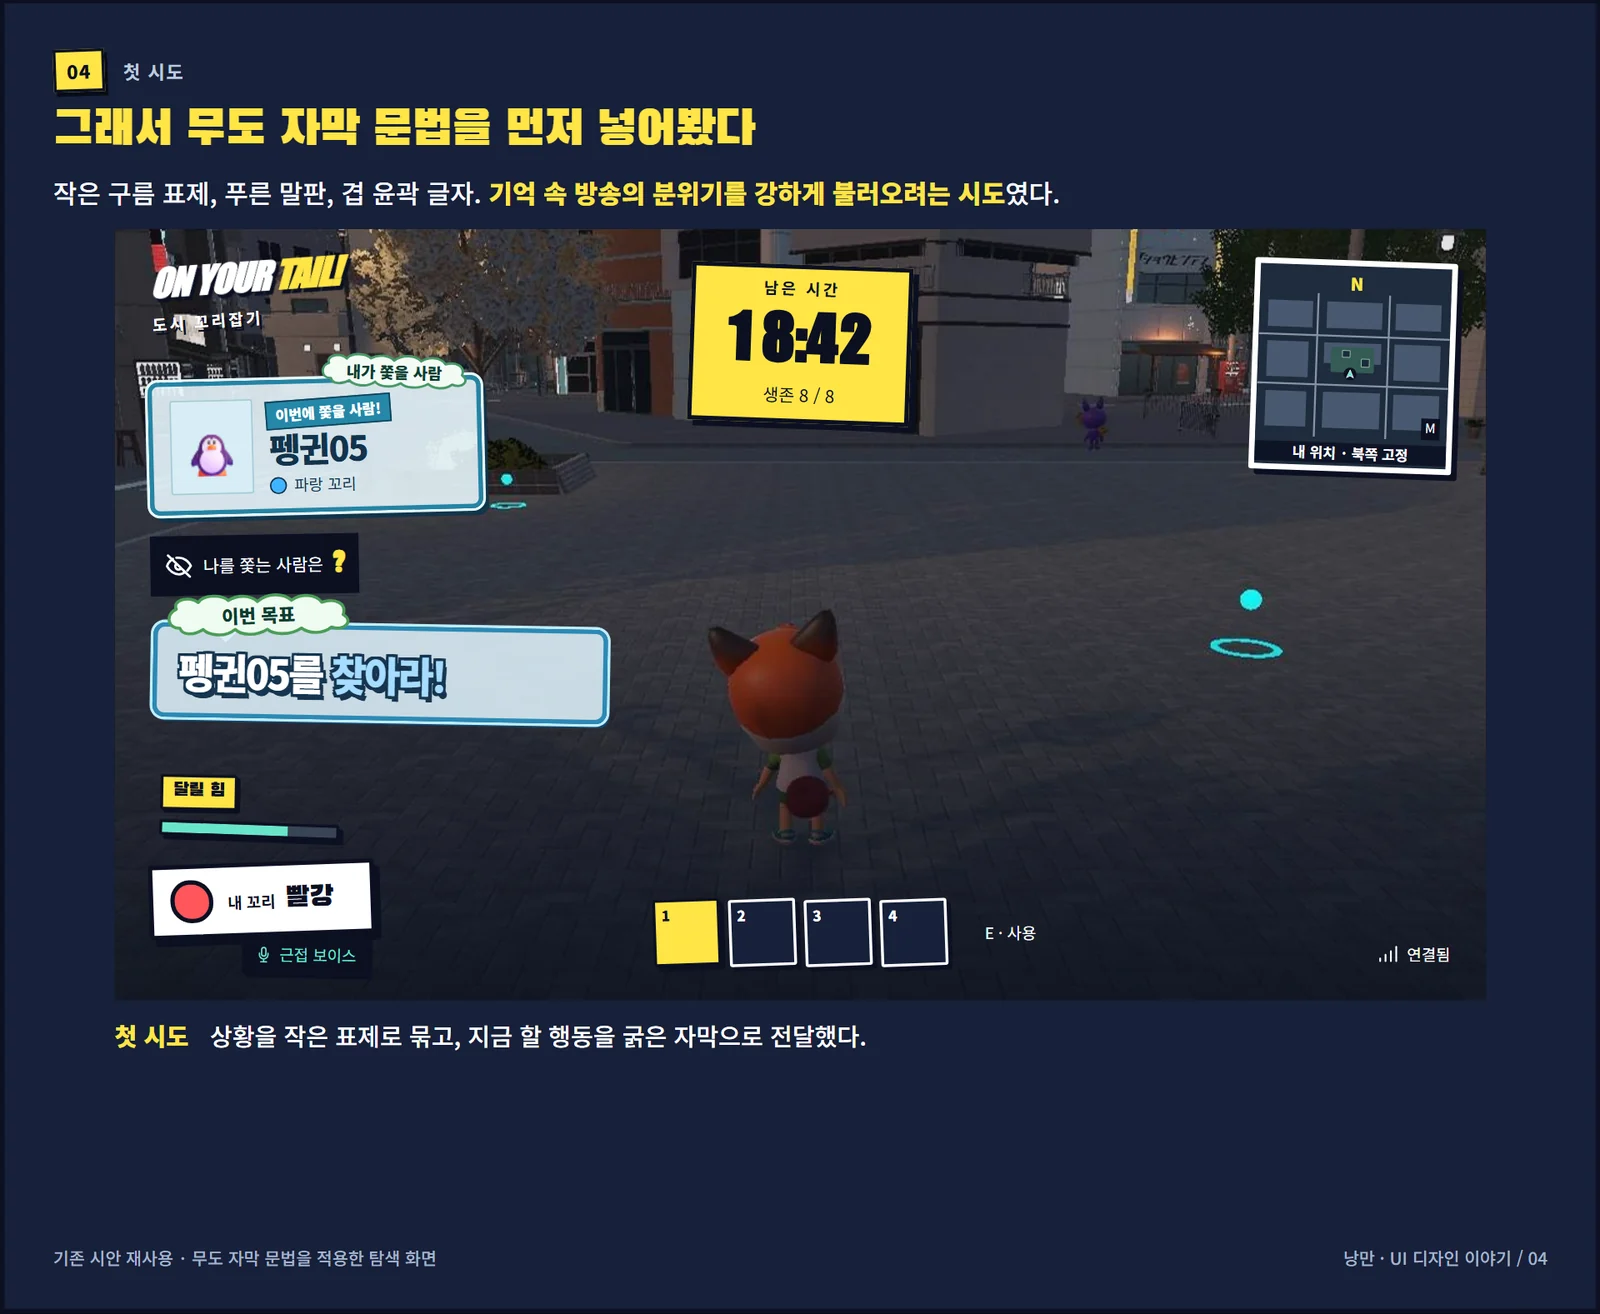 04 첫 시도
그래서 무도 자막 문법을 먼저 넣어봤다
작은 구름 표제, 푸른 말판, 겹 윤곽 글자. 기억 속 방송의 분위기를 강하게 불러오려는 시도였다.
ON YOUR TAIL!
도시 꼬리잡기
내가 쫓을 사람
이번에 쫓을 사람!
펭귄05
파랑 꼬리
나를 쫓는 사람은 ?
이번 목표
펭귄05를 찾아라!
달릴 힘
내 꼬리 빨강
근접 보이스
남은 시간
18:42
생존 8 / 8
N
M
내 위치 · 북쪽 고정
1 2 3 4
E · 사용
연결됨
첫 시도 상황을 작은 표제로 묶고, 지금 할 행동을 굵은 자막으로 전달했다.
기존 시안 재사용 · 무도 자막 문법을 적용한 탐색 화면
낭만 · UI 디자인 이야기 / 04